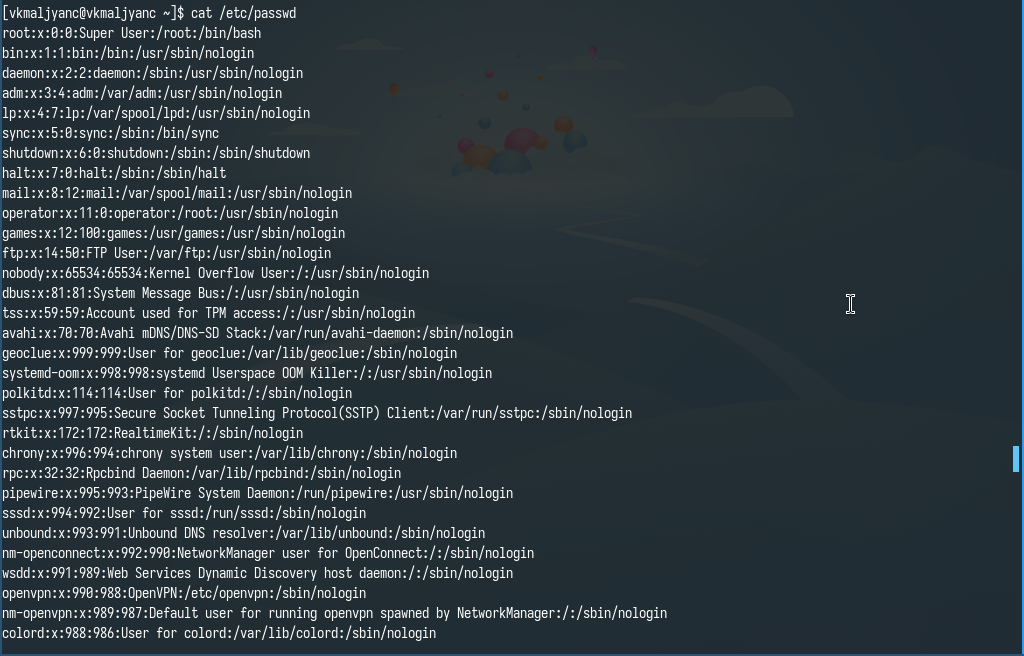 [vkmaljyanc@vkmaljyanc ~]$ cat /etc/passwd
root:x:0:0:Super User:/root:/bin/bash
bin:x:1:1:bin:/bin:/usr/sbin/nologin
daemon:x:2:2:daemon:/sbin:/usr/sbin/nologin
adm:x:3:4:adm:/var/adm:/usr/sbin/nologin
lp:x:4:7:lp:/var/spool/lpd:/usr/sbin/nologin
sync:x:5:0:sync:/sbin:/bin/sync
shutdown:x:6:0:shutdown:/sbin:/sbin/shutdown
halt:x:7:0:halt:/sbin:/sbin/halt
mail:x:8:12:mail:/var/spool/mail:/usr/sbin/nologin
operator:x:11:0:operator:/root:/usr/sbin/nologin
games:x:12:100:games:/usr/games:/usr/sbin/nologin
ftp:x:14:50:FTP User:/var/ftp:/usr/sbin/nologin
nobody:x:65534:65534:Kernel Overflow User:/:/usr/sbin/nologin
dbus:x:81:81:System Message Bus:/:/usr/sbin/nologin
tss:x:59:59:Account used for TPM access:/:/usr/sbin/nologin
avahi:x:70:70:Avahi mDNS/DNS-SD Stack:/var/run/avahi-daemon:/sbin/nologin
geoclue:x:999:999:User for geoclue:/var/lib/geoclue:/sbin/nologin
systemd-oom:x:998:998:systemd Userspace OOM Killer:/:/usr/sbin/nologin
polkitd:x:114:114:User for polkitd:/:/sbin/nologin
sstpc:x:997:995:Secure Socket Tunneling Protocol(SSTP) Client:/var/run/sstpc:/sbin/nologin
rtkit:x:172:172:RealtimeKit:/:/sbin/nologin
chrony:x:996:994:chrony system user:/var/lib/chrony:/sbin/nologin
rpc:x:32:32:Rpcbind Daemon:/var/lib/rpcbind:/sbin/nologin
pipewire:x:995:993:PipeWire System Daemon:/run/pipewire:/usr/sbin/nologin
sssd:x:994:992:User for sssd:/run/sssd:/sbin/nologin
unbound:x:993:991:Unbound DNS resolver:/var/lib/unbound:/sbin/nologin
nm-openconnect:x:992:990:NetworkManager user for OpenConnect:/:/sbin/nologin
wsdd:x:991:989:Web Services Dynamic Discovery host daemon:/:/sbin/nologin
openvpn:x:990:988:OpenVPN:/etc/openvpn:/sbin/nologin
nm-openvpn:x:989:987:Default user for running openvpn spawned by NetworkManager:/:/sbin/nologin
colord:x:988:986:User for colord:/var/lib/colord:/sbin/nologin